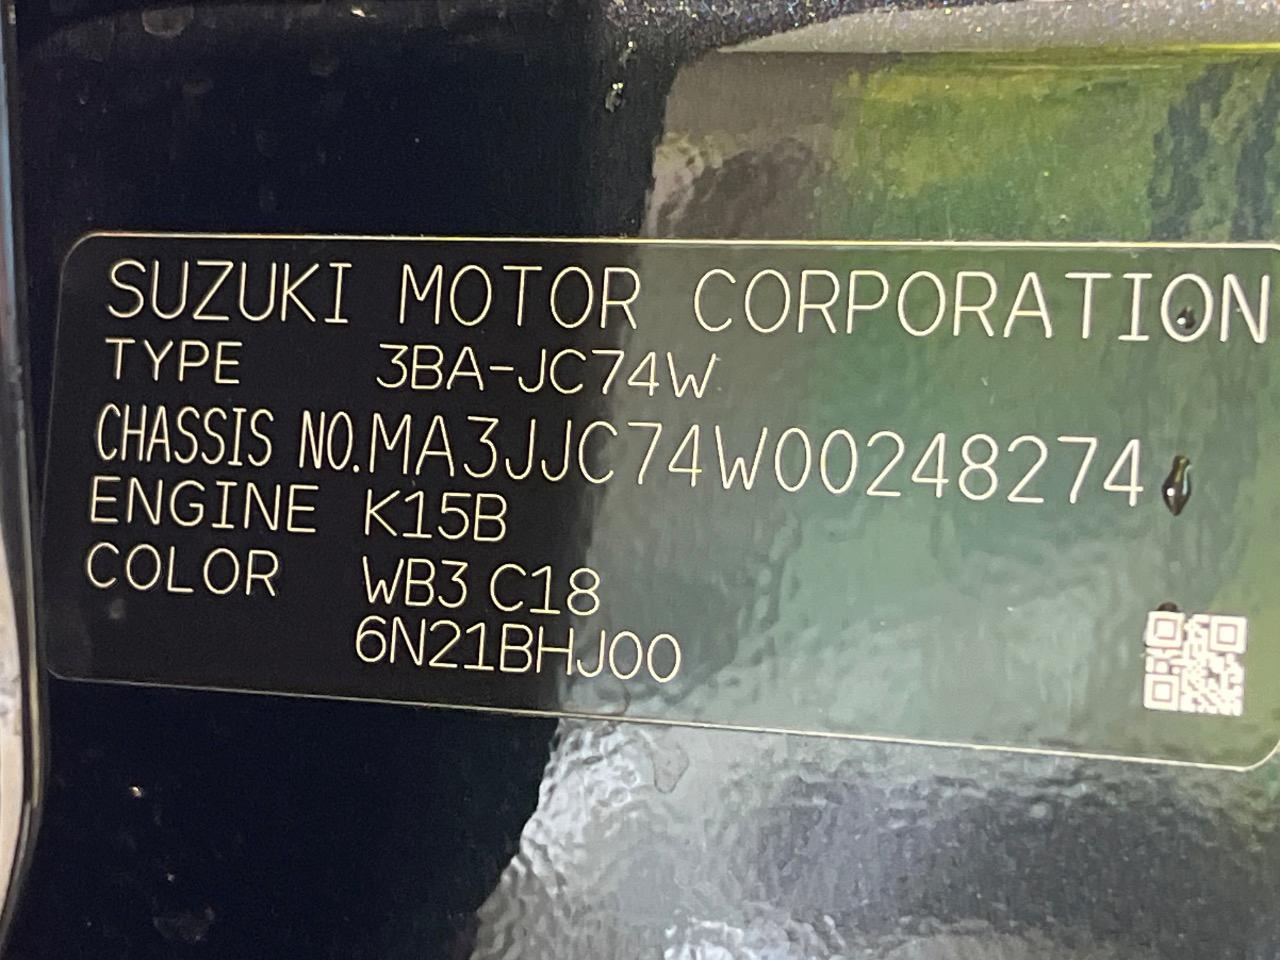 SUZUKI MOTOR CORPORATION
TYPE 3BA-JC74W
CHASSIS NO. MA3JJC74W00248274
ENGINE K15B
COLOR WB3 C18
6N21BHJ00